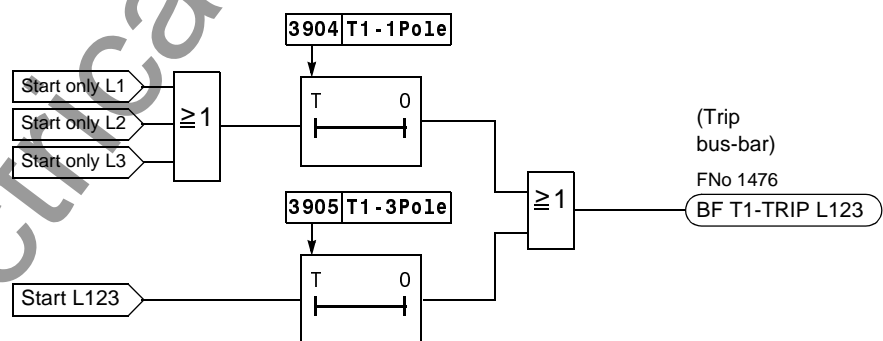 3904 T1-1Pole
Start only L1
Start only L2
Start only L3
≧1
T 0
(Trip
bus-bar)
FNo 1476
BF T1-TRIP L123
≧1
3905 T1-3Pole
T 0
Start L123